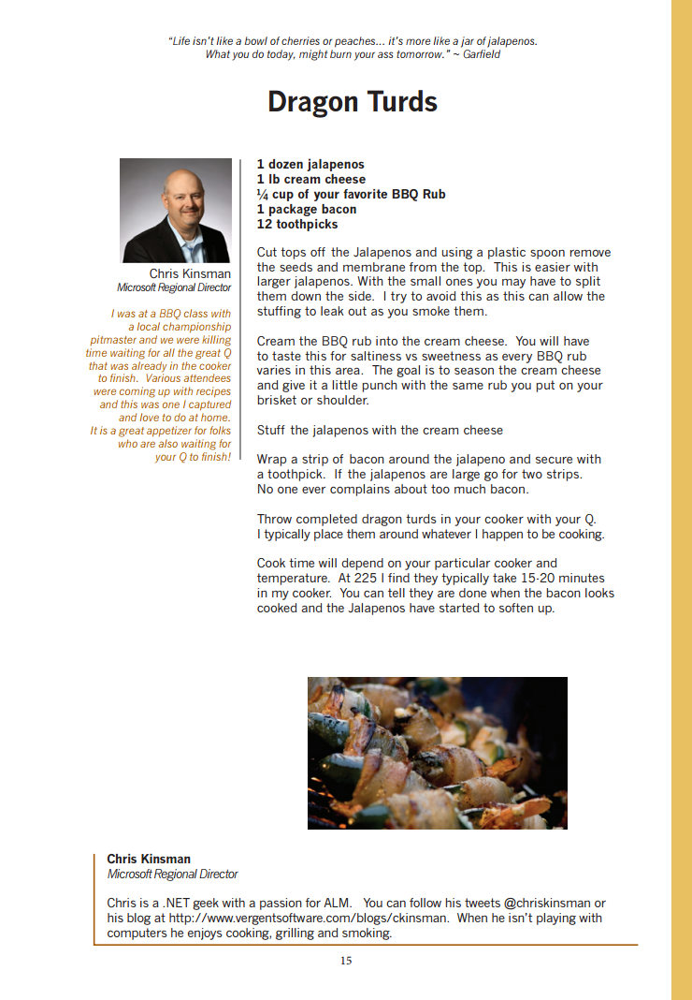 “Life isn’t like a bowl of cherries or peaches... it’s more like a jar of jalapenos.
What you do today, might burn your ass tomorrow.” ~ Garfield
Dragon Turds
Chris Kinsman
Microsoft Regional Director
I was at a BBQ class with
a local championship
pitmaster and we were killing
time waiting for all the great Q
that was already in the cooker
to finish.  Various attendees
were coming up with recipes
and this was one I captured
and love to do at home.
It is a great appetizer for folks
who are also waiting for
your Q to finish!
1 dozen jalapenos
1 lb cream cheese
¼ cup of your favorite BBQ Rub
1 package bacon
12 toothpicks
Cut tops off the Jalapenos and using a plastic spoon remove
the seeds and membrane from the top.  This is easier with
larger jalapenos. With the small ones you may have to split
them down the side.  I try to avoid this as this can allow the
stuffing to leak out as you smoke them.
Cream the BBQ rub into the cream cheese.  You will have
to taste this for saltiness vs sweetness as every BBQ rub
varies in this area.  The goal is to season the cream cheese
and give it a little punch with the same rub you put on your
brisket or shoulder.
Stuff the jalapenos with the cream cheese
Wrap a strip of bacon around the jalapeno and secure with
a toothpick.  If the jalapenos are large go for two strips.
No one ever complains about too much bacon.
Throw completed dragon turds in your cooker with your Q.
I typically place them around whatever I happen to be cooking.
Cook time will depend on your particular cooker and
temperature.  At 225 I find they typically take 15-20 minutes
in my cooker.  You can tell they are done when the bacon looks
cooked and the Jalapenos have started to soften up.
Chris Kinsman
Microsoft Regional Director
Chris is a .NET geek with a passion for ALM.   You can follow his tweets @chriskinsman or
his blog at http://www.vergentsoftware.com/blogs/ckinsman.  When he isn’t playing with
computers he enjoys cooking, grilling and smoking.
15